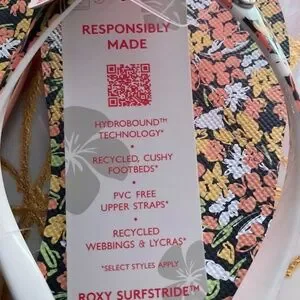 RESPONSIBLY
MADE
HYDROBOUND™
TECHNOLOGY*
•
RECYCLED, CUSHY
FOOTBEDS*
•
PVC FREE
UPPER STRAPS*
•
RECYCLED
WEBBINGS & LYCRAS*
*SELECT STYLES APPLY
ROXY SURFSTRIDE™